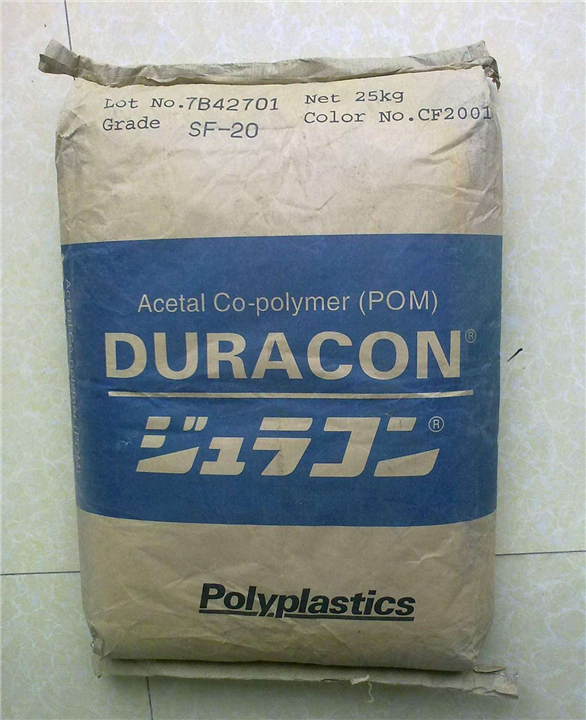 Lot No.7B42701 Net 25kg
Grade SF-20 Color No.CF2001
Acetal Co-polymer (POM)
DURACON®
ジュラコン®
Polyplastics